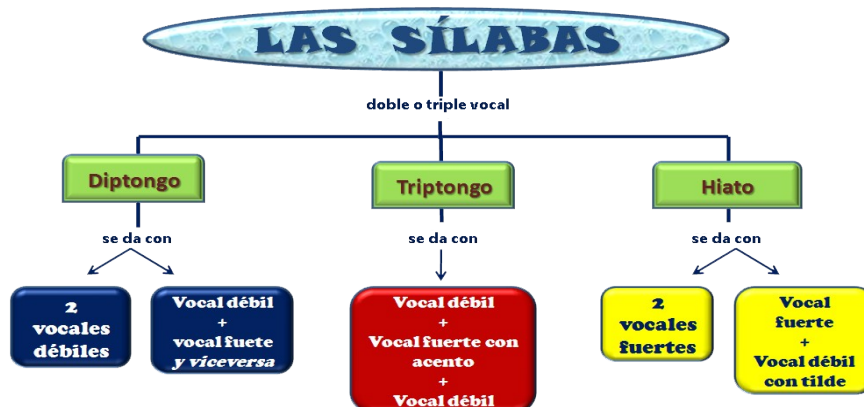 LAS SÍLABAS
doble o triple vocal
Diptongo
Triptongo
Hiato
se da con
se da con
se da con
2
vocales
débiles
Vocal débil
+
vocal fuete
y viceversa
Vocal débil
+
Vocal fuerte con
acento
+
Vocal débil
2
vocales
fuertes
Vocal
fuerte
+
Vocal débil
con tilde